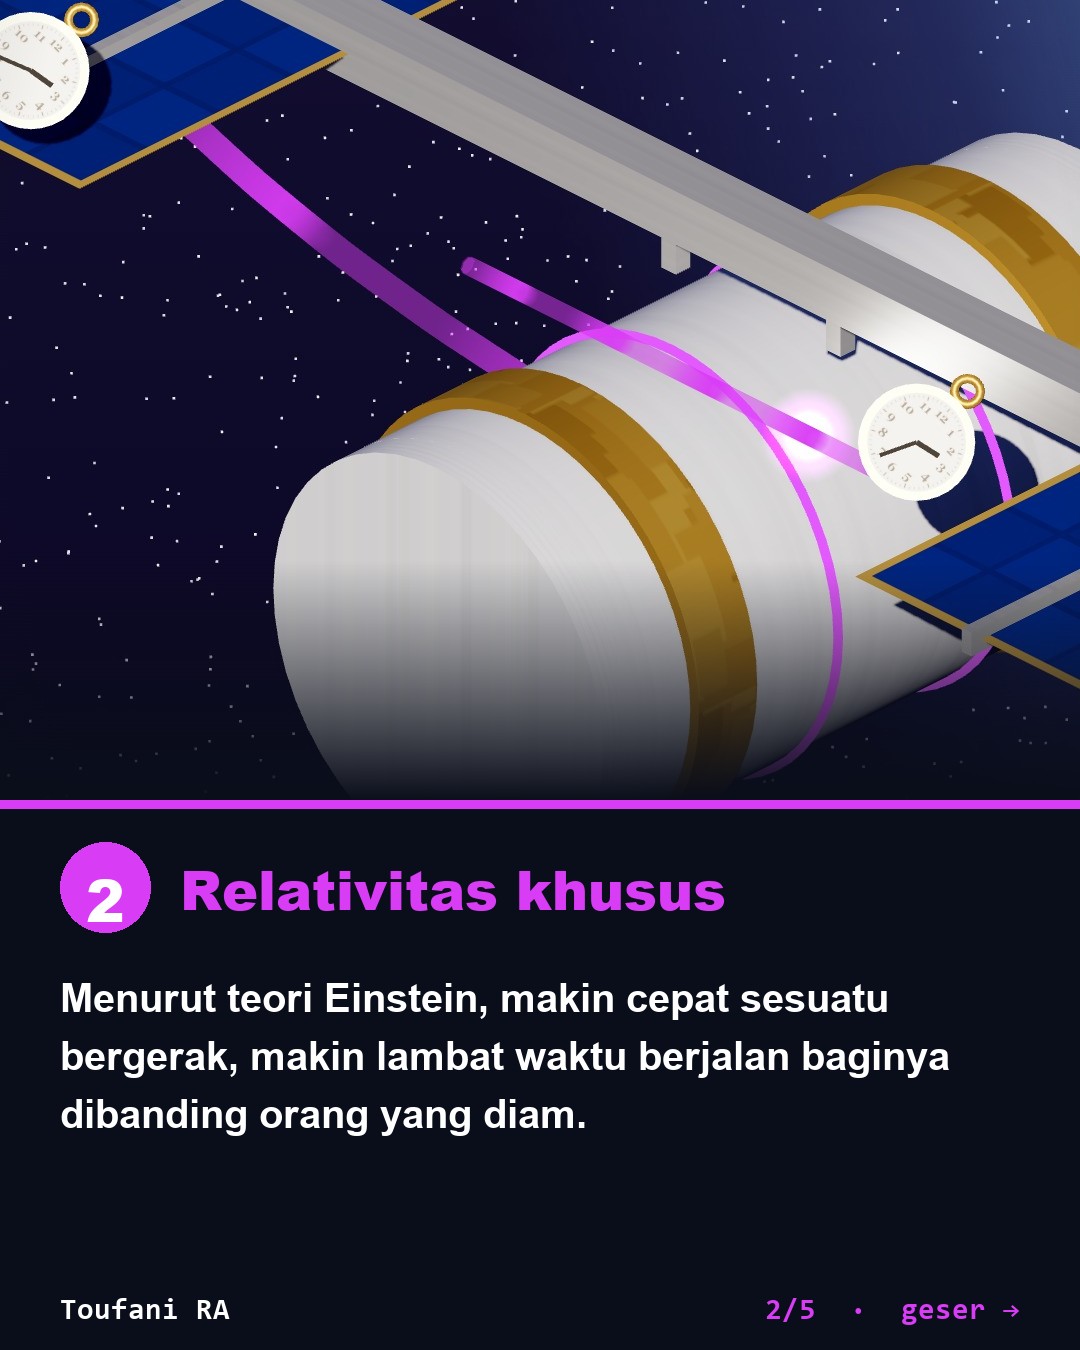 2 Relativitas khusus
Menurut teori Einstein, makin cepat sesuatu
bergerak, makin lambat waktu berjalan baginya
dibanding orang yang diam.
Toufani RA
2/5 · geser →